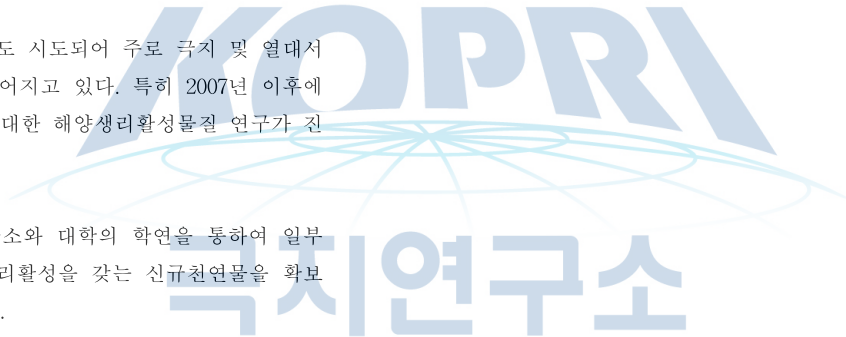 KOPRI
도 시도되어 주로 극지 및 열대서
어지고 있다. 특히 2007년 이후에
대한 해양생리활성물질 연구가 진
소와 대학의 학연을 통하여 일부
리활성을 갖는 신규천연물을 확보
.
극지연구소